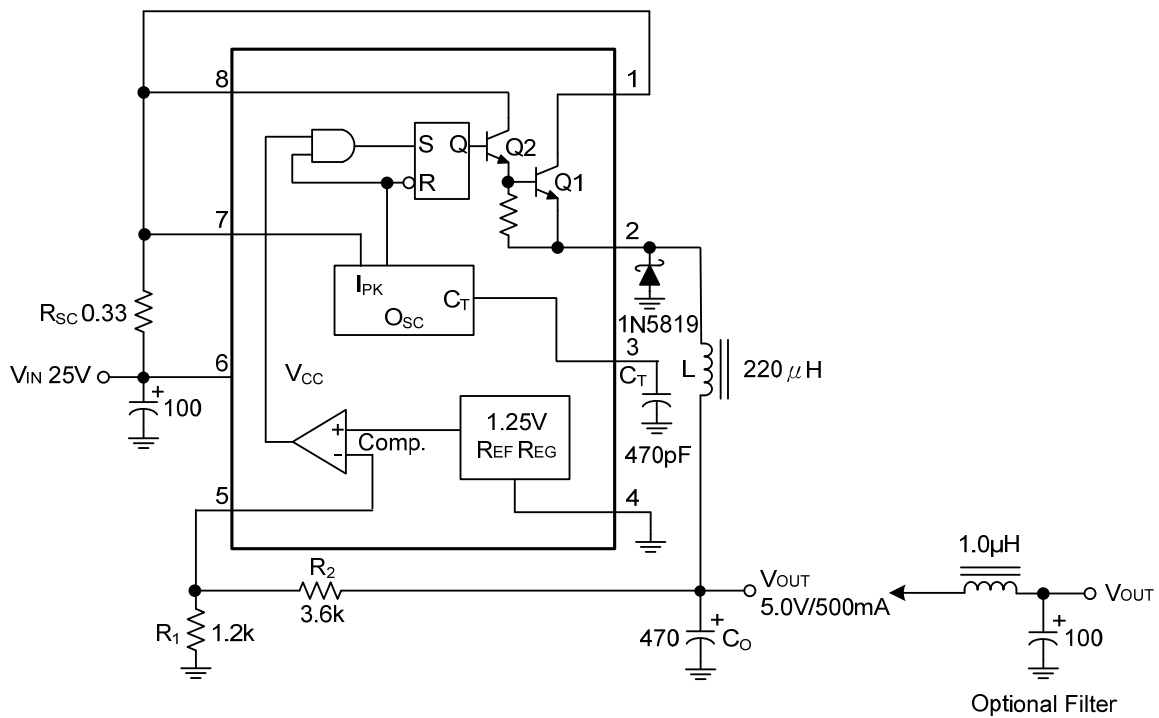 8
1
S
Q
Q2
R
Q1
7
2
IPK
CT
OSC
RSC 0.33
1N5819
3
6
VIN 25V
VCC
CT
L
220 μH
+
100
+
Comp.
-
1.25V
REF REG
470pF
5
4
1.0μH
R2
3.6k
VOUT
5.0V/500mA
VOUT
R1
1.2k
470
+
CO
+
100
Optional Filter